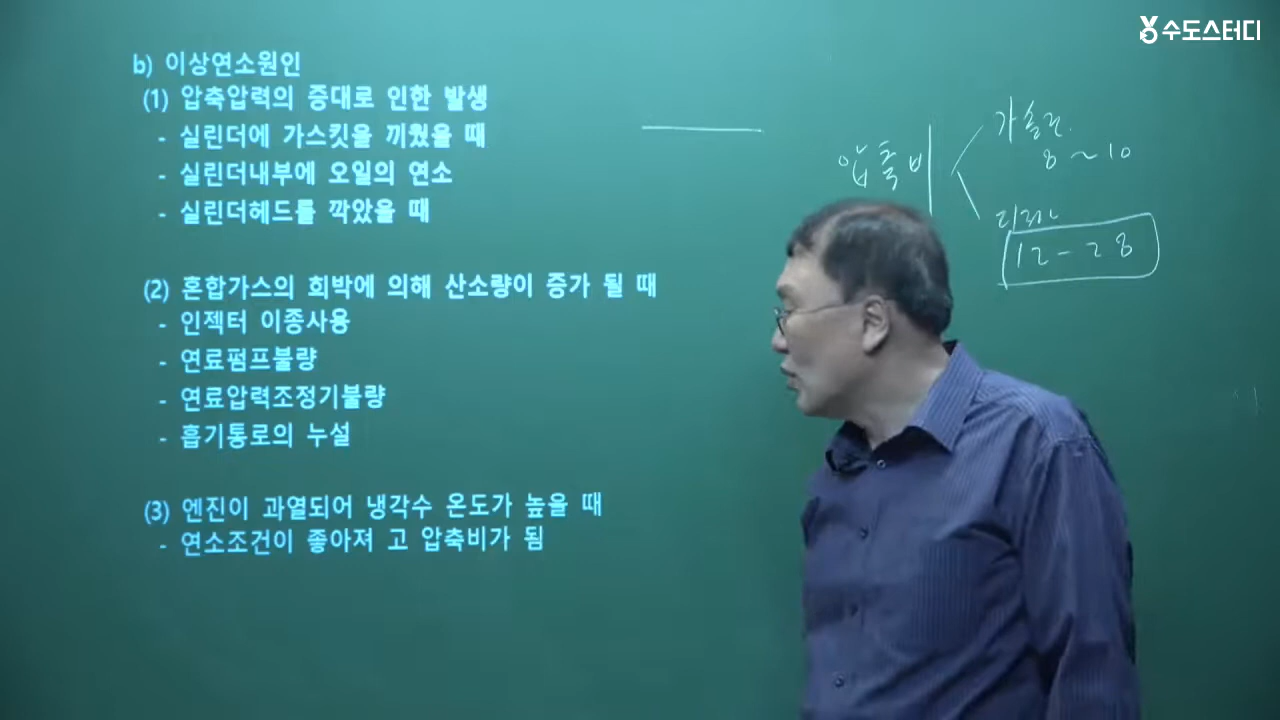 수도스터디
b) 이상연소원인
(1) 압축압력의 증대로 인한 발생
- 실린더에 가스킷을 끼웠을 때
- 실린더내부에 오일의 연소
- 실린더헤드를 깍았을 때
(2) 혼합가스의 희박에 의해 산소량이 증가 될 때
- 인젝터 이종사용
- 연료펌프불량
- 연료압력조정기불량
- 흡기통로의 누설
(3) 엔진이 과열되어 냉각수 온도가 높을 때
- 연소조건이 좋아져 고 압축비가 됨
압축비
가솔린
8 ~ 10
디젤
12 - 28